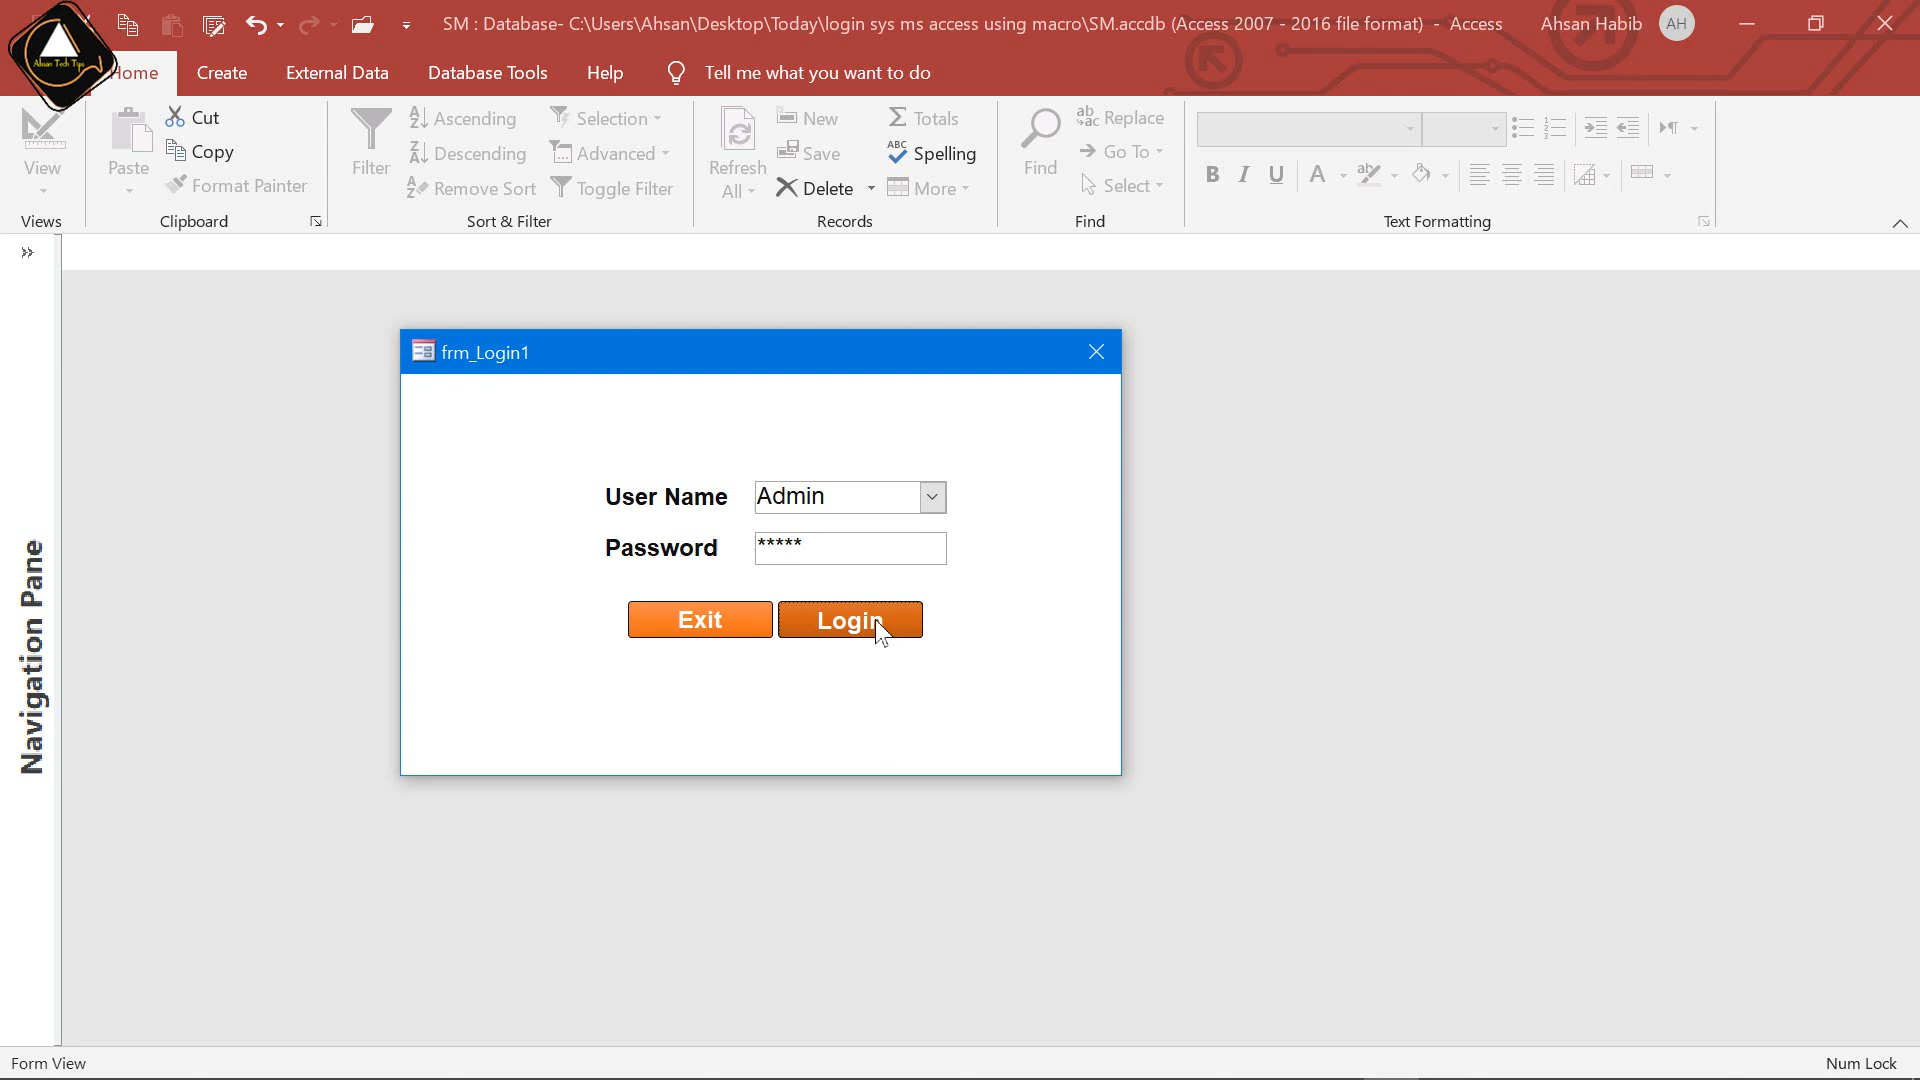 SM : Database- C:\Users\Ahsan\Desktop\Today\login sys ms access using macro\SM.accdb (Access 2007 - 2016 file format) - Access
Ahsan Habib
AH
Ahsan Tech Tips
Home
Create
External Data
Database Tools
Help
Tell me what you want to do
View
Views
Paste
Cut
Copy
Format Painter
Clipboard
Filter
Ascending
Descending
Remove Sort
Selection
Advanced
Toggle Filter
Sort & Filter
Refresh
All
New
Save
Delete
Totals
Spelling
More
Records
Find
Replace
Go To
Select
Find
B I U A
Text Formatting
Navigation Pane
frm_Login1
User Name Admin
Password *****
Exit Login
Form View
Num Lock